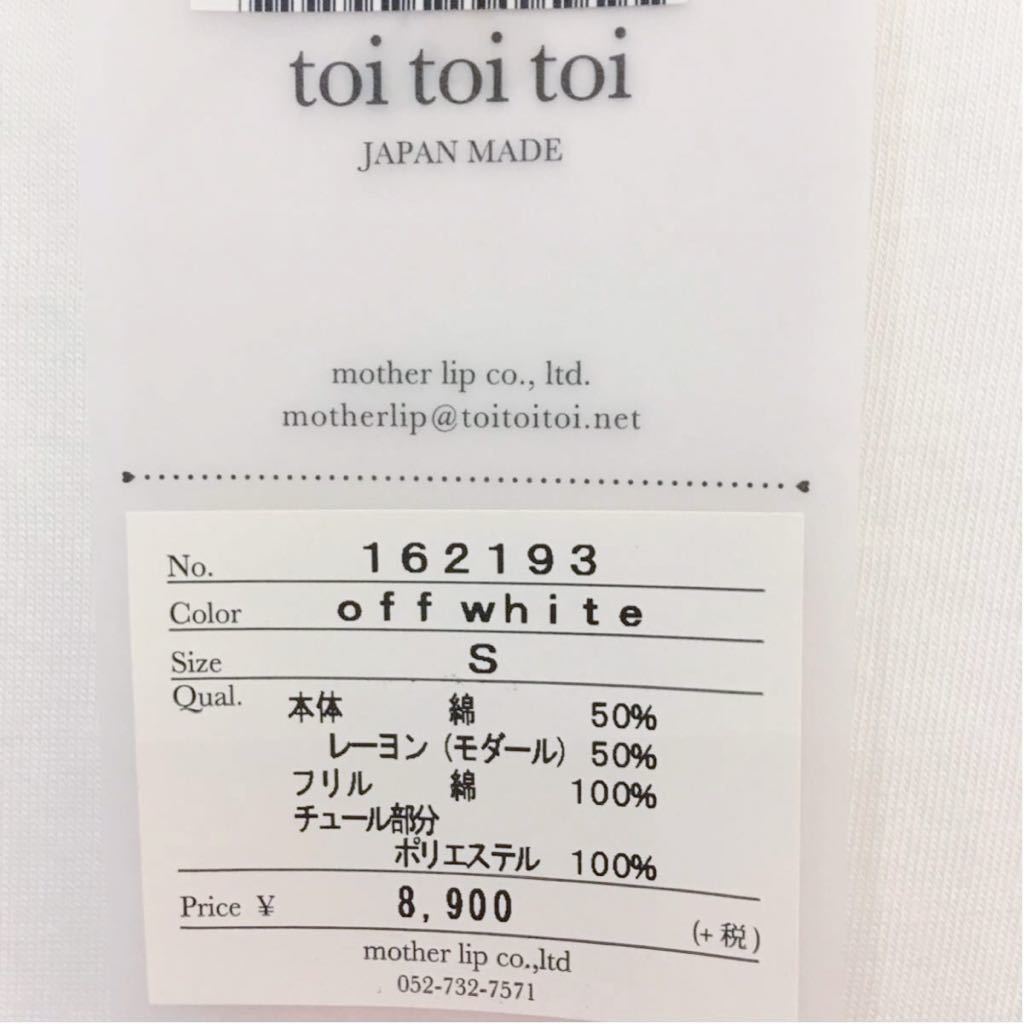 toi toi toi
JAPAN MADE
mother lip co., ltd.
motherlip@toitoitoi.net
No. 162193
Color off white
Size S
Qual. 本体 綿 50%
レーヨン (モダール) 50%
フリル 綿 100%
チュール部分
ポリエステル 100%
Price ¥ 8,900 (+ 税)
mother lip co.,ltd
052-732-7571